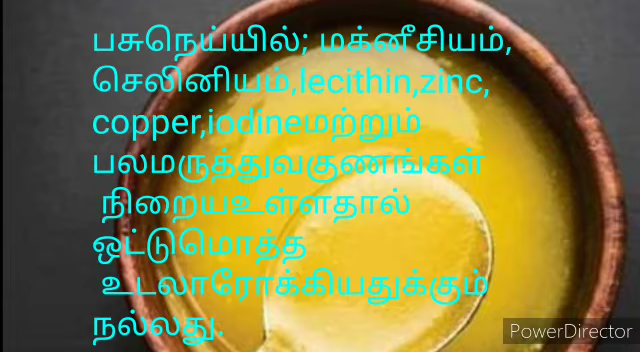 பசுநெய்யில்; மக்னீசியம்,
செலினியம்,lecithin,zinc,
copper,iodineமற்றும்
பலமருத்துவகுணங்கள்
நிறையஉள்ளதால்
ஒட்டுமொத்த
உடலாரோக்கியதுக்கும்
நல்லது.
PowerDirector